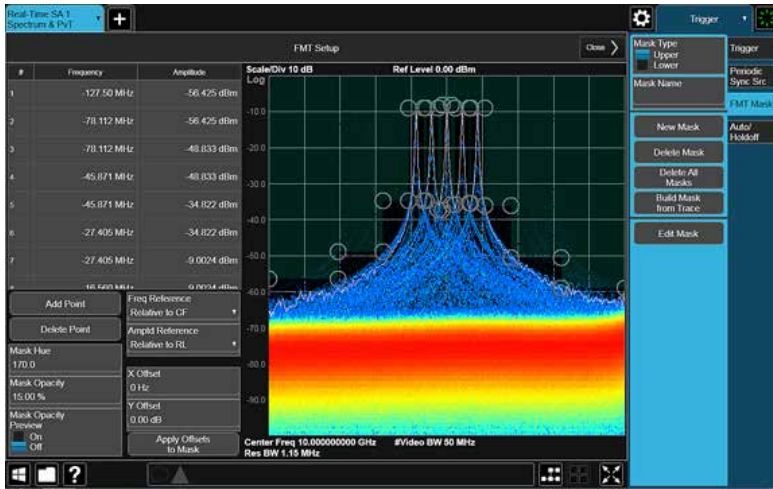 Real-Time SA 1
Spectrum & PvT
Trigger
FMT Setup
Close
# Frequency Amplitude
1 -127.50 MHz -56.425 dBm
2 -78.112 MHz -56.425 dBm
3 -78.112 MHz -48.833 dBm
4 -45.871 MHz -48.833 dBm
5 -45.871 MHz -34.822 dBm
6 -27.405 MHz -34.822 dBm
7 -27.405 MHz -9.0024 dBm
Add Point
Delete Point
Mask Hue
170.0
Mask Opacity
15.00 %
Mask Opacity
Preview
On
Off
Freq Reference
Relative to CF
Amptd Reference
Relative to RL
X Offset
0 Hz
Y Offset
0.00 dB
Apply Offsets
to Mask
Scale/Div 10 dB
Ref Level 0.00 dBm
Log
-10.0
-20.0
-30.0
-40.0
-50.0
-60.0
-70.0
-80.0
-90.0
Center Freq 10.000000000 GHz
#Video BW 50 MHz
Res BW 1.15 MHz
Mask Type
Upper
Lower
Mask Name
New Mask
Delete Mask
Delete All
Masks
Build Mask
from Trace
Edit Mask
Trigger
Periodic
Sync Src
FMT Mask
Auto/
Holdoff
?